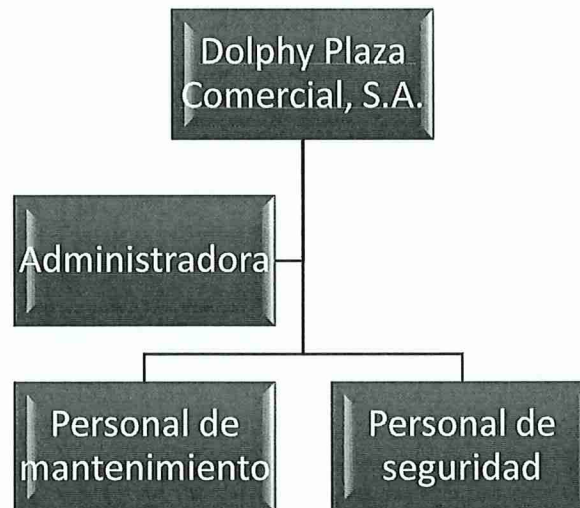 Dolphy Plaza
Comercial, S.A.
Administradora
Personal de
mantenimiento
Personal de
seguridad